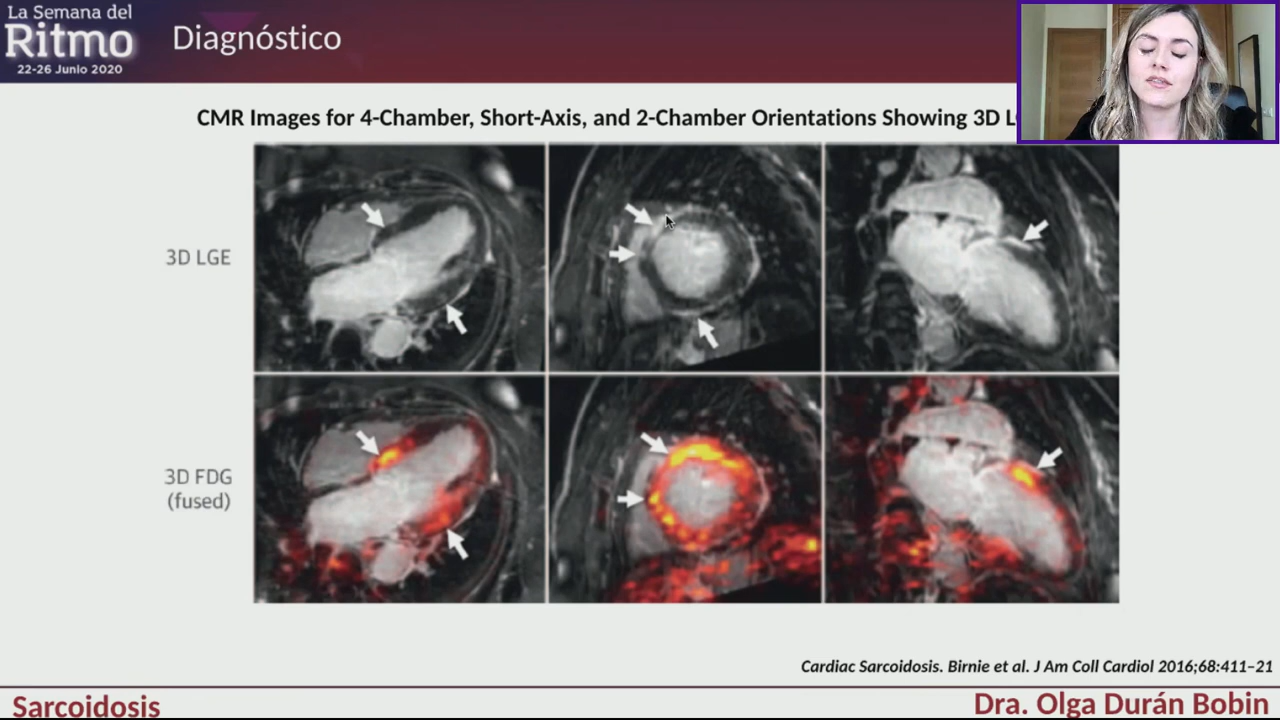 La Semana del
Ritmo
22-26 Junio 2020
Diagnóstico
CMR Images for 4-Chamber, Short-Axis, and 2-Chamber Orientations Showing 3D
3D LGE
3D FDG
(fused)
Cardiac Sarcoidosis. Birnie et al. J Am Coll Cardiol 2016;68:411–21
Sarcoidosis
Dra. Olga Durán Bobin